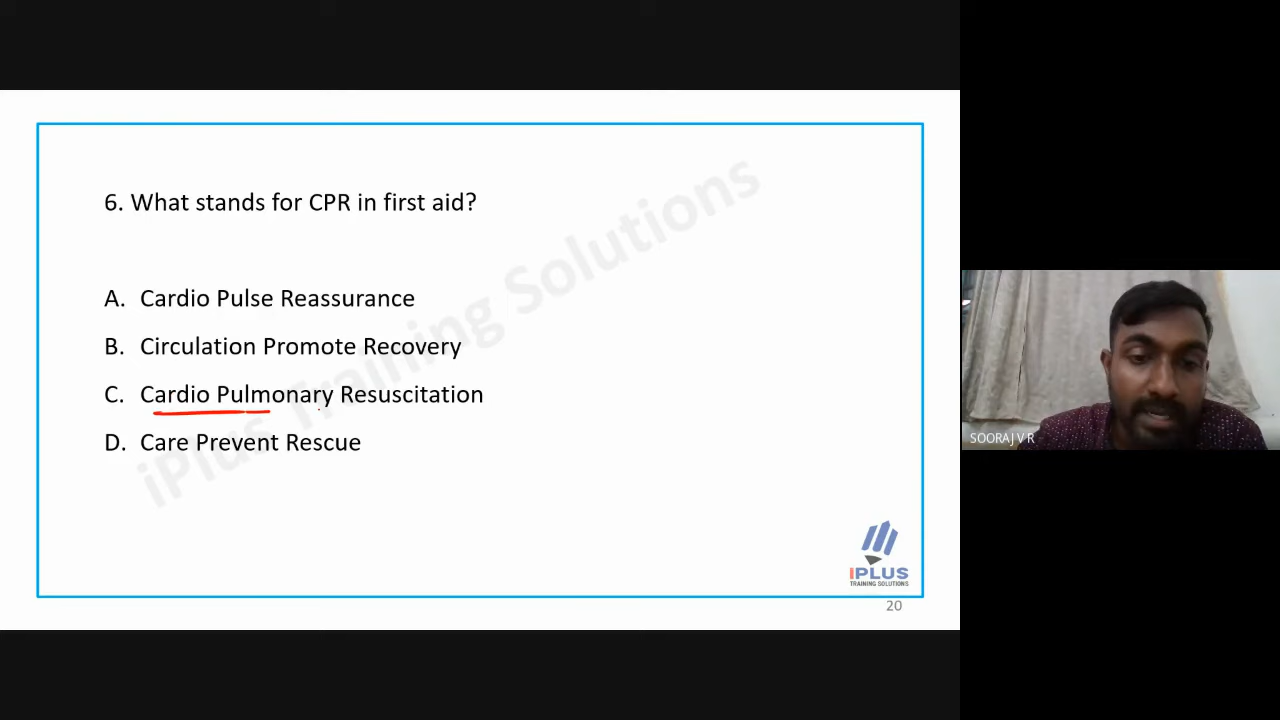 6. What stands for CPR in first aid?
A. Cardio Pulse Reassurance
B. Circulation Promote Recovery
C. Cardio Pulmonary Resuscitation
D. Care Prevent Rescue
iPlus Training Solutions
IPLUS
TRAINING SOLUTIONS
20
SOORAJ V R